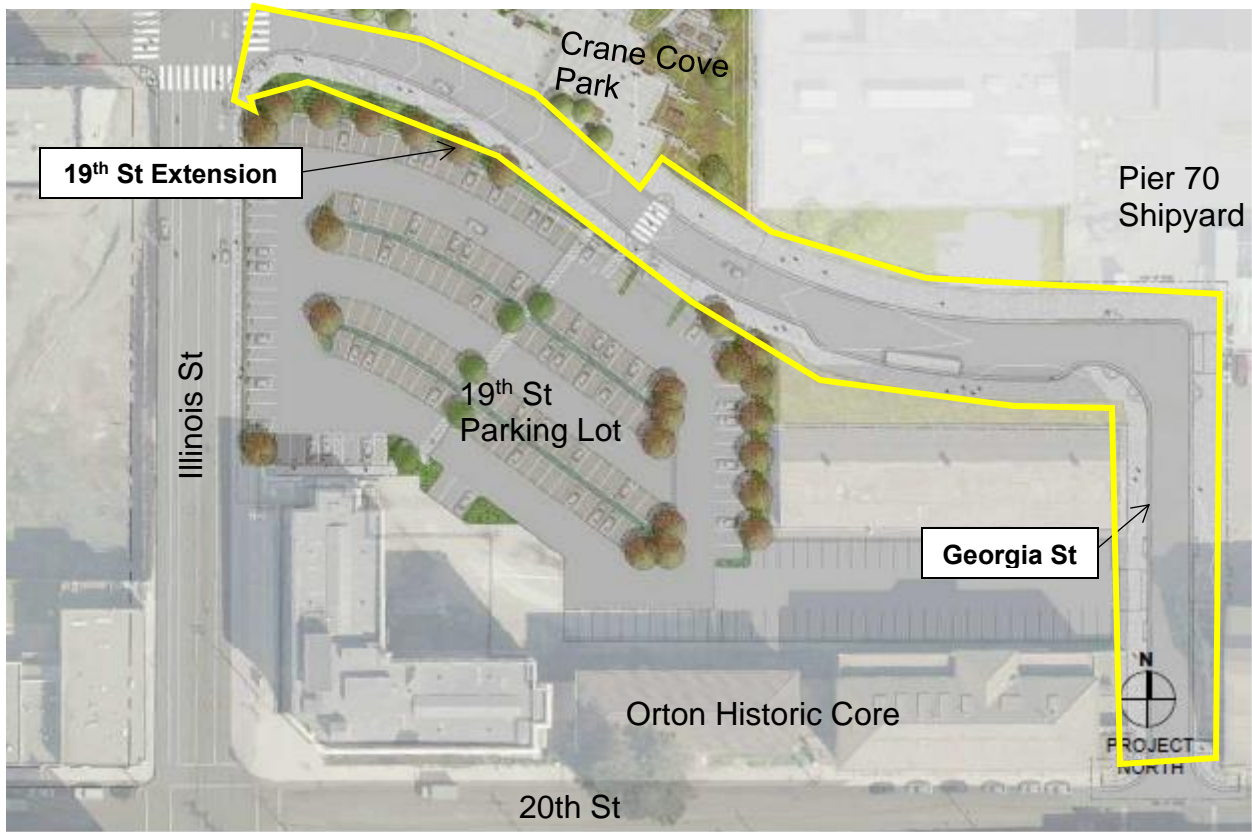 Crane Cove
Park
19th St Extension
Pier 70
Shipyard
Illinois St
19th St
Parking Lot
Georgia St
N
Orton Historic Core
PROJECT
NORTH
20th St